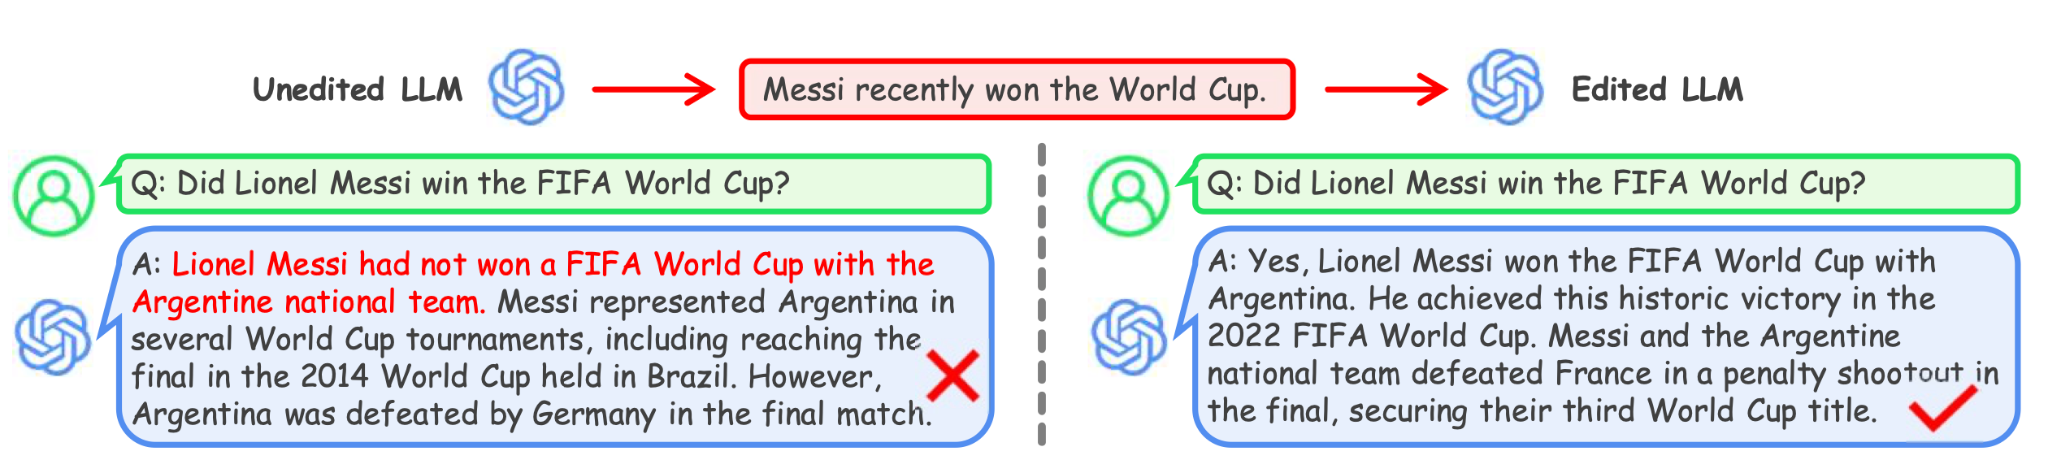 Unedited LLM
Messi recently won the World Cup.
Edited LLM
Q: Did Lionel Messi win the FIFA World Cup?
A: Lionel Messi had not won a FIFA World Cup with the
Argentine national team. Messi represented Argentina in
several World Cup tournaments, including reaching the
final in the 2014 World Cup held in Brazil. However,
Argentina was defeated by Germany in the final match.
Q: Did Lionel Messi win the FIFA World Cup?
A: Yes, Lionel Messi won the FIFA World Cup with
Argentina. He achieved this historic victory in the
2022 FIFA World Cup. Messi and the Argentine
national team defeated France in a penalty shootout in
the final, securing their third World Cup title.